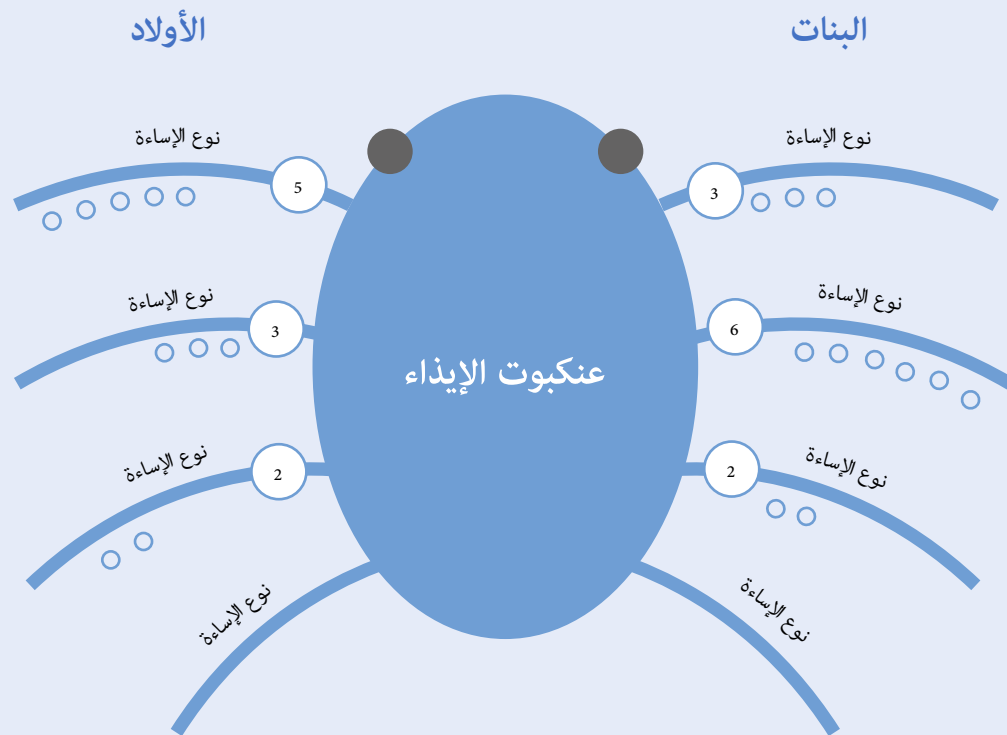 البنات
الأولاد
نوع الإساءة
3
نوع الإساءة
5
نوع الإساءة
6
نوع الإساءة
3
عنكبوت الإيذاء
نوع الإساءة
2
نوع الإساءة
2
نوع الإساءة
نوع الإساءة